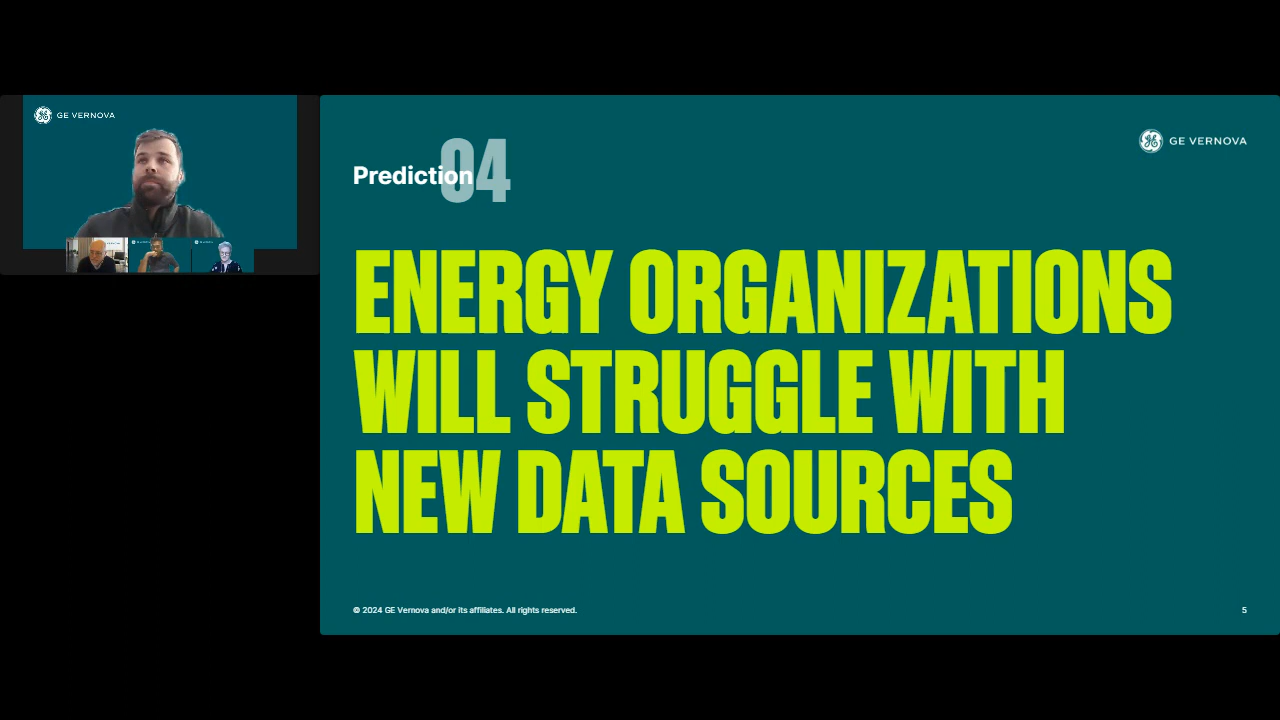 GE VERNOVA
GE VERNOVA
Prediction 04
ENERGY ORGANIZATIONS
WILL STRUGGLE WITH
NEW DATA SOURCES
© 2024 GE Vernova and/or its affiliates. All rights reserved.
5